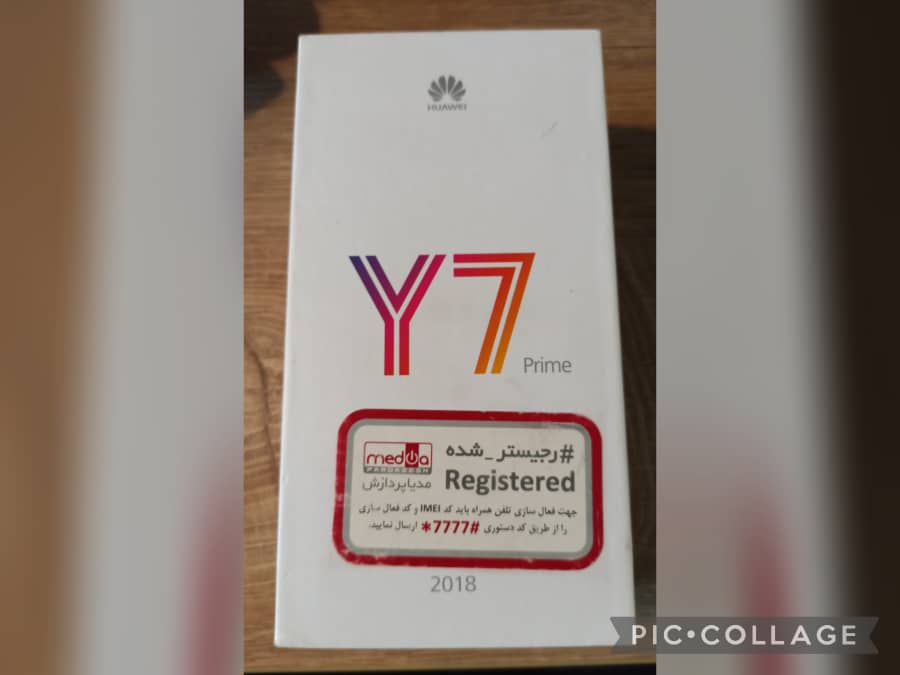 HUAWEI
Y7
Prime
#رجیستر_شده
Registered
media
PARDAZESH
مدیاپردازش
جهت فعال سازی تلفن همراه باید کد IMEI و کد فعال سازی
را از طریق کد دستوری #7777* ارسال نمایید.
2018
PIC•COLLAGE